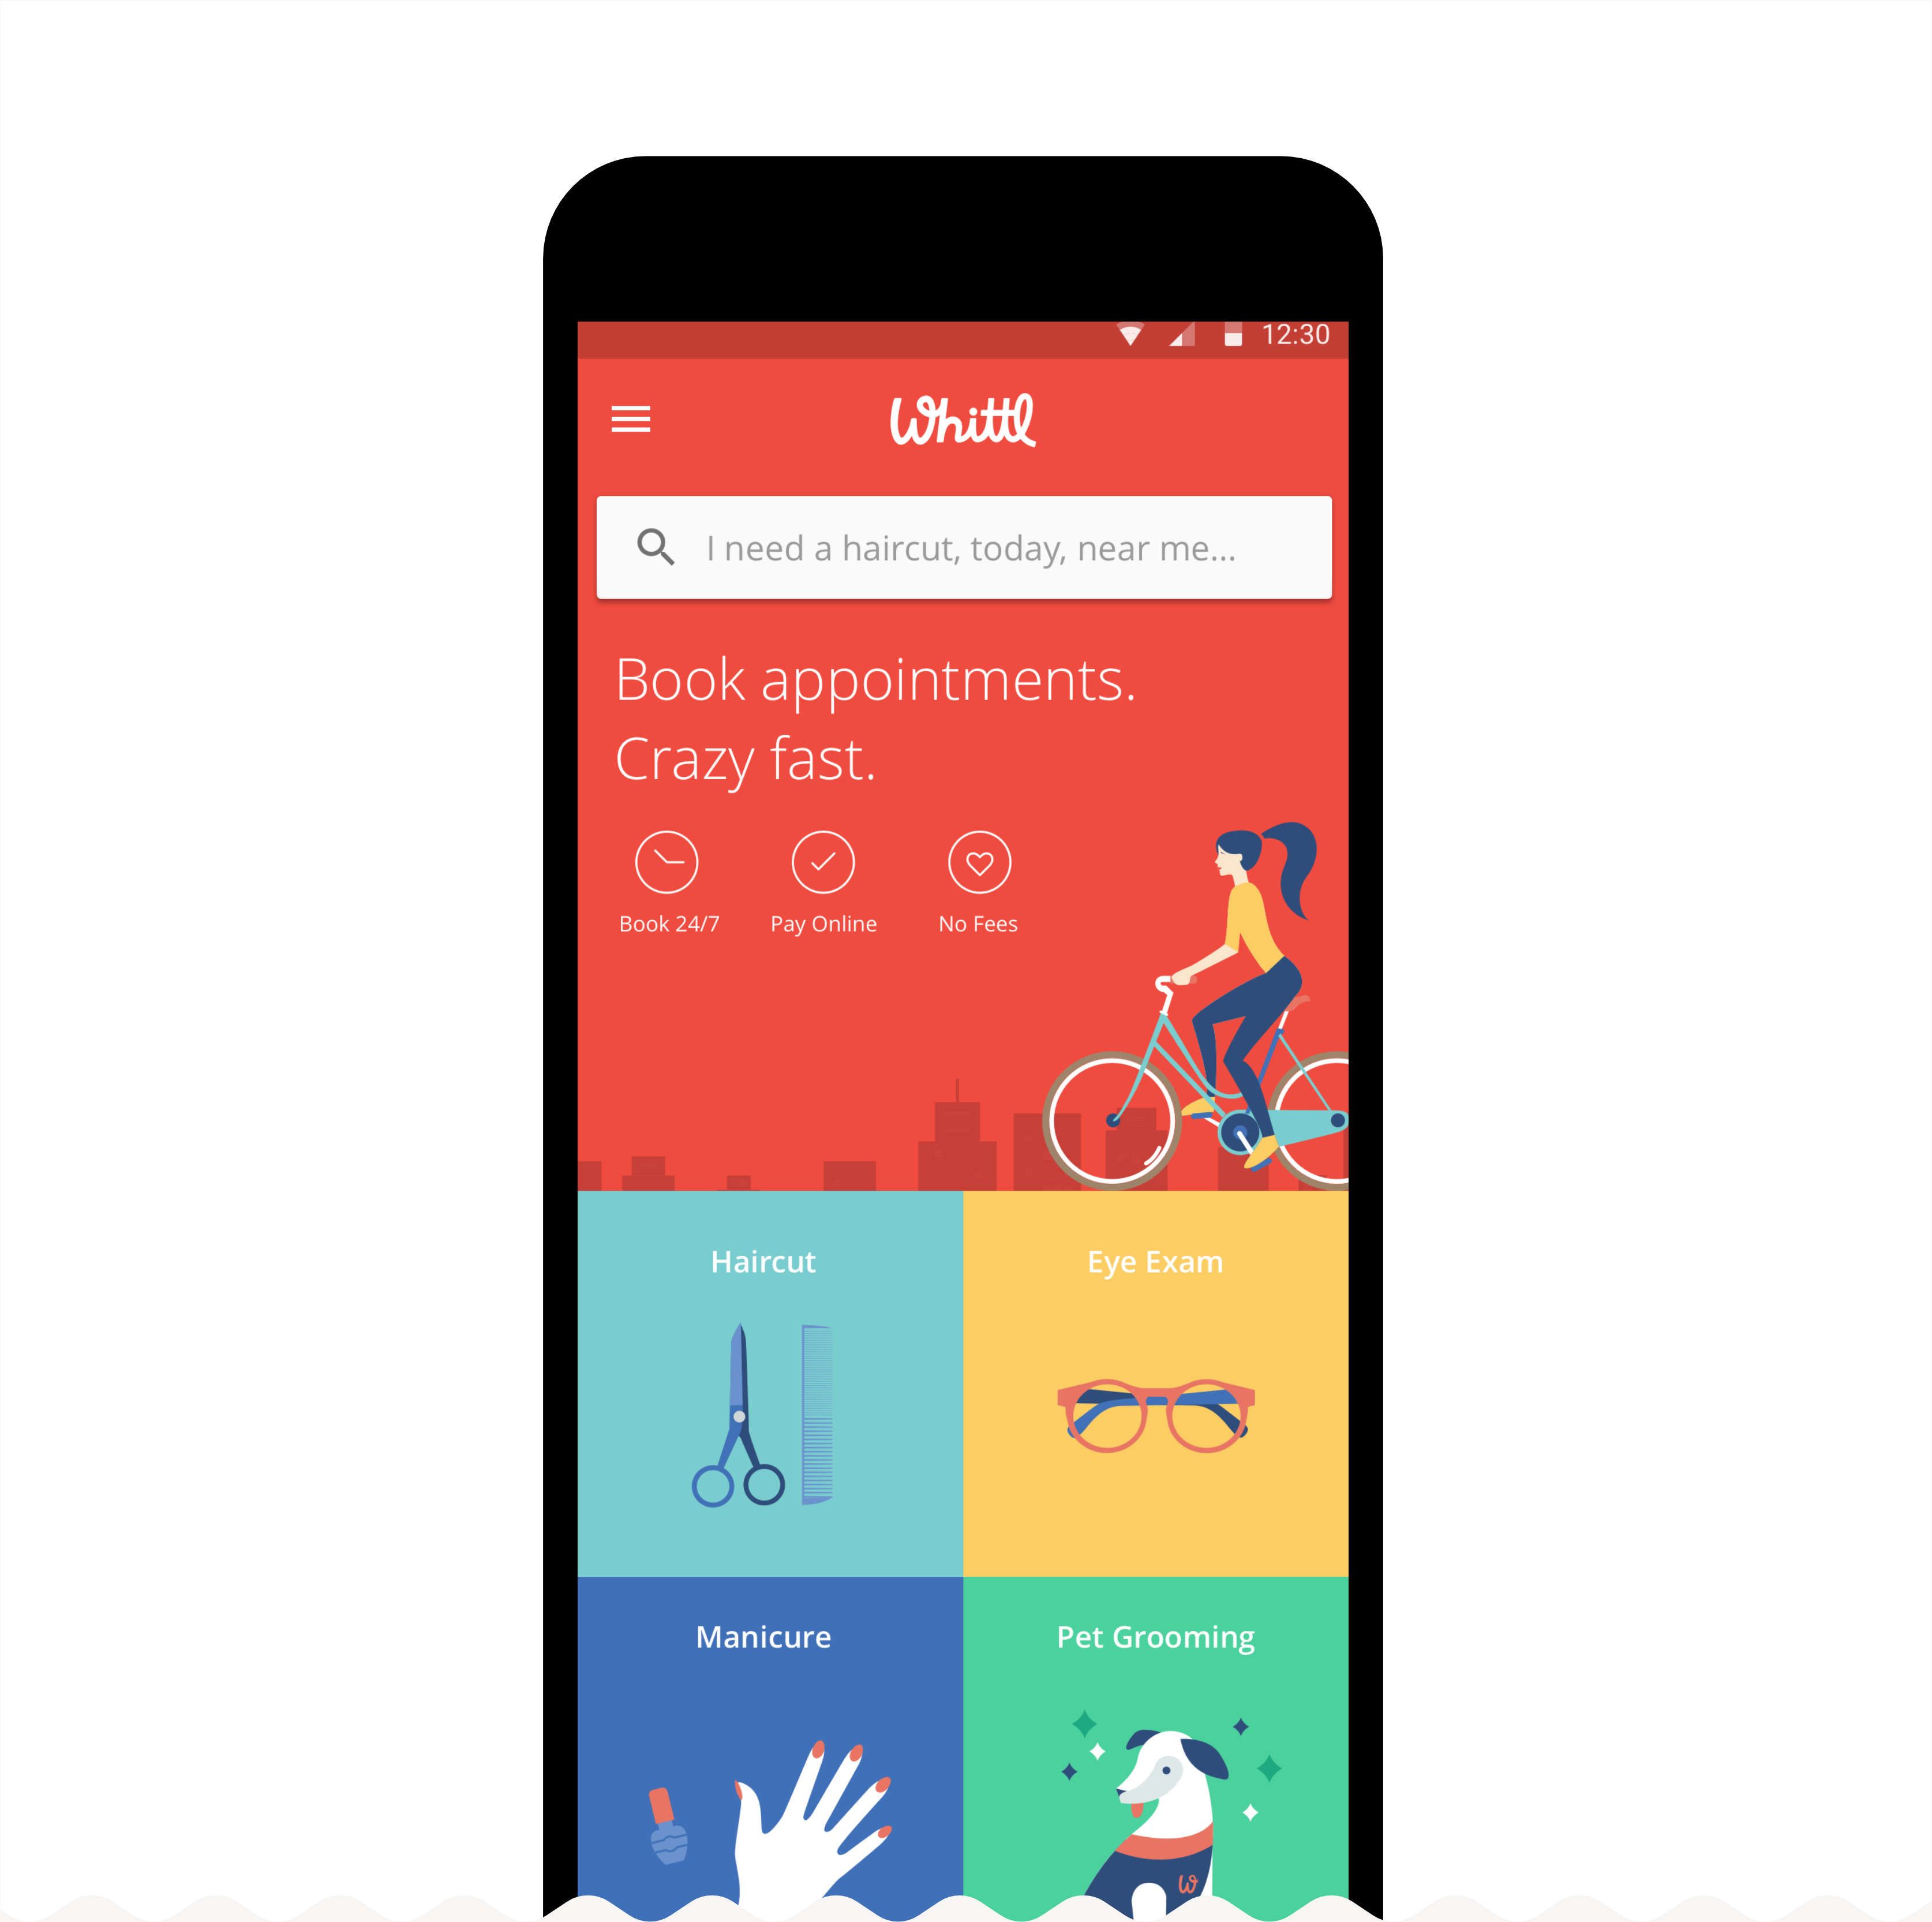 12:30
Whittl
I need a haircut, today, near me...
Book appointments.
Crazy fast.
Book 24/7
Pay Online
No Fees
Haircut
Eye Exam
Manicure
Pet Grooming
W